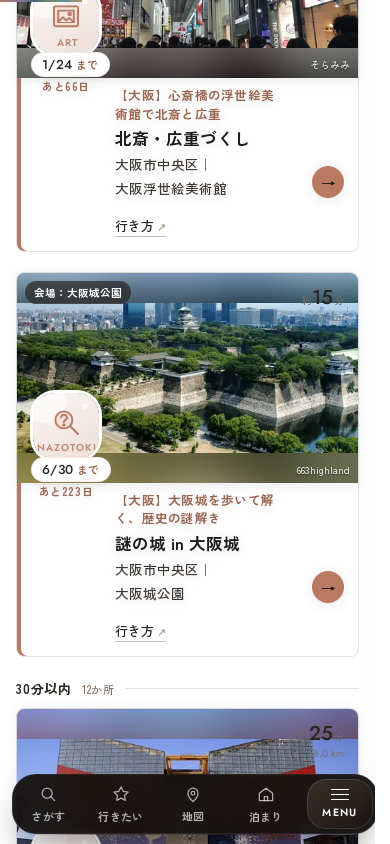 ART
1/24 まで
そらみみ
あと66日
【大阪】心斎橋の浮世絵美
術館で北斎と広重
北斎・広重づくし
大阪市中央区｜
大阪浮世絵美術館
→
行き方 ↗
会場：大阪城公園
約15分
NAZOTOKI
6/30 まで
663highland
あと223日
【大阪】大阪城を歩いて解
く、歴史の謎解き
謎の城 in 大阪城
大阪市中央区｜
大阪城公園
→
行き方 ↗
30分以内 12か所
25
8.0 km
さがす 行きたい 地図 泊まり MENU